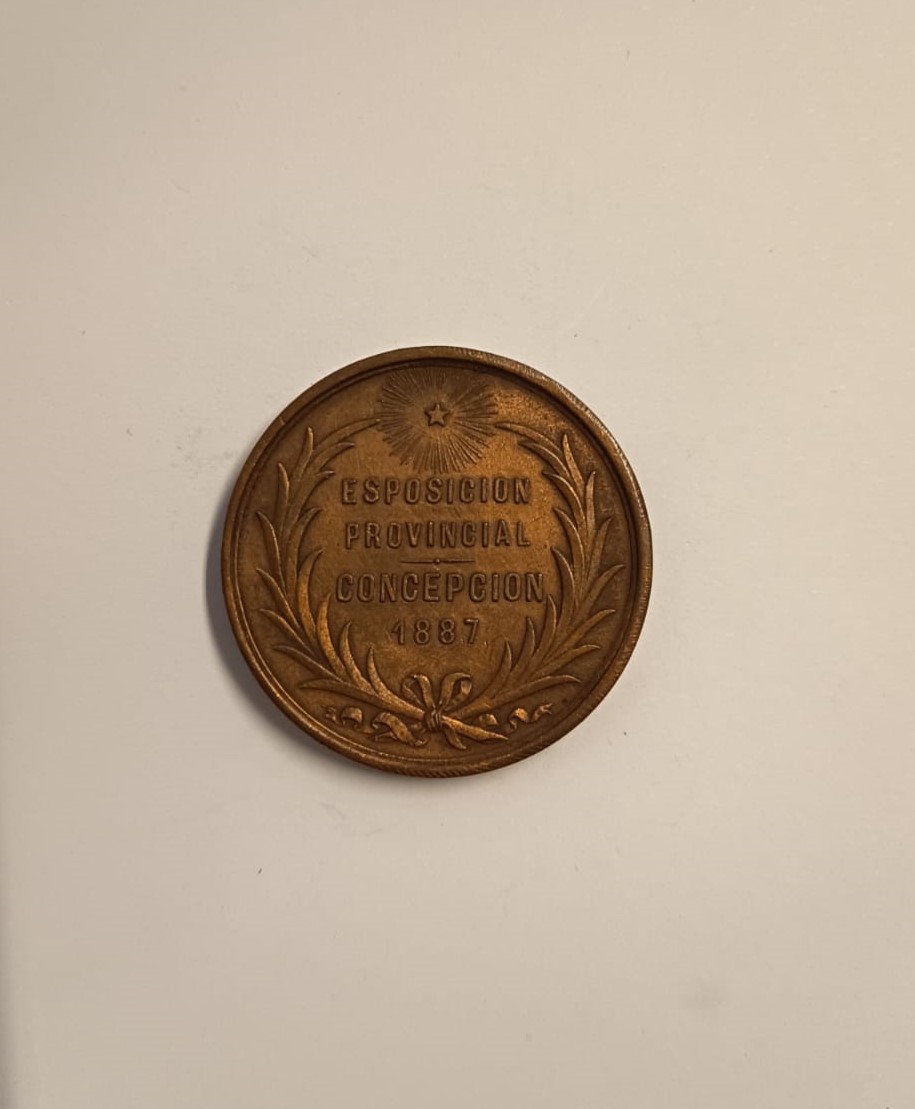 ESPOSICION
PROVINCIAL
CONCEPCION
1887